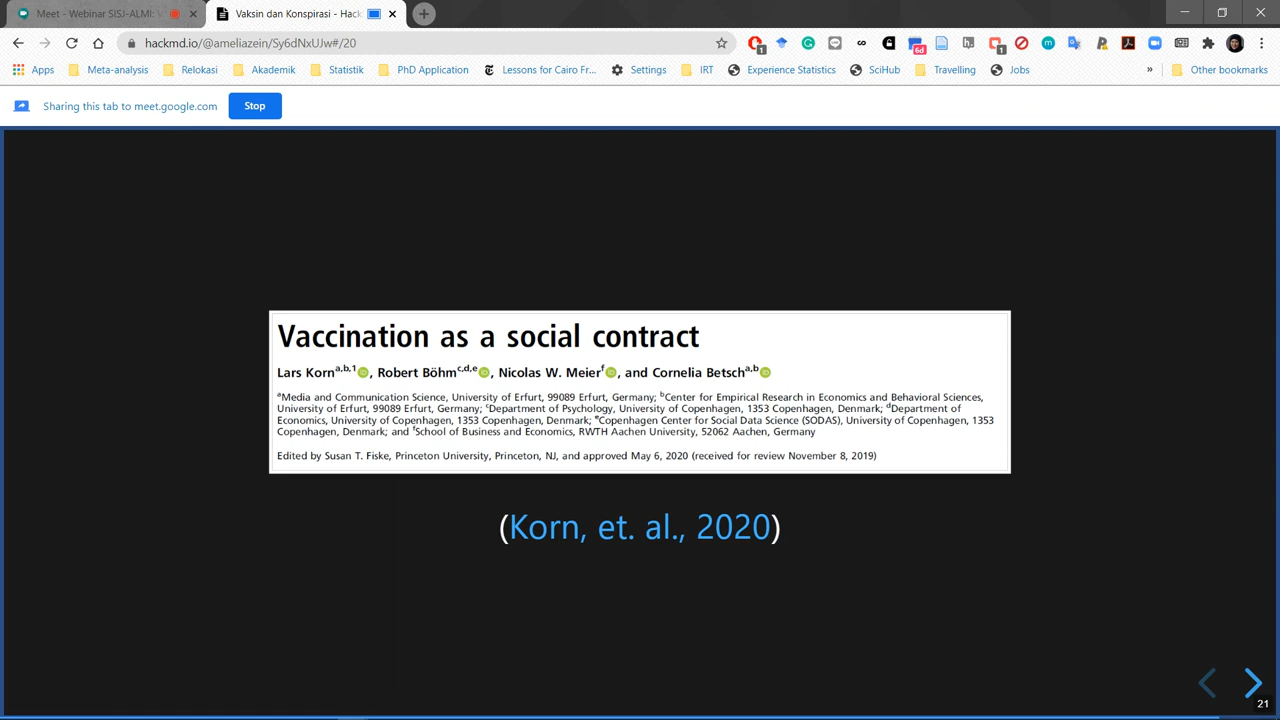 Meet - Webinar SISJ-ALMI: V
Vaksin dan Konspirasi - Hack
hackmd.io/@ameliazein/Sy6dNxUJw#/20
1
6d
1
Apps
Meta-analysis
Relokasi
Akademik
Statistik
PhD Application
Lessons for Cairo Fr...
Settings
IRT
Experience Statistics
SciHub
Travelling
Jobs
»
Other bookmarks
Sharing this tab to meet.google.com
Stop
Vaccination as a social contract
Lars Korna,b,1, Robert Böhmc,d,e, Nicolas W. Meierf, and Cornelia Betscha,b
aMedia and Communication Science, University of Erfurt, 99089 Erfurt, Germany; bCenter for Empirical Research in Economics and Behavioral Sciences,
University of Erfurt, 99089 Erfurt, Germany; cDepartment of Psychology, University of Copenhagen, 1353 Copenhagen, Denmark; dDepartment of
Economics, University of Copenhagen, 1353 Copenhagen, Denmark; eCopenhagen Center for Social Data Science (SODAS), University of Copenhagen, 1353
Copenhagen, Denmark; and fSchool of Business and Economics, RWTH Aachen University, 52062 Aachen, Germany
Edited by Susan T. Fiske, Princeton University, Princeton, NJ, and approved May 6, 2020 (received for review November 8, 2019)
(Korn, et. al., 2020)
21